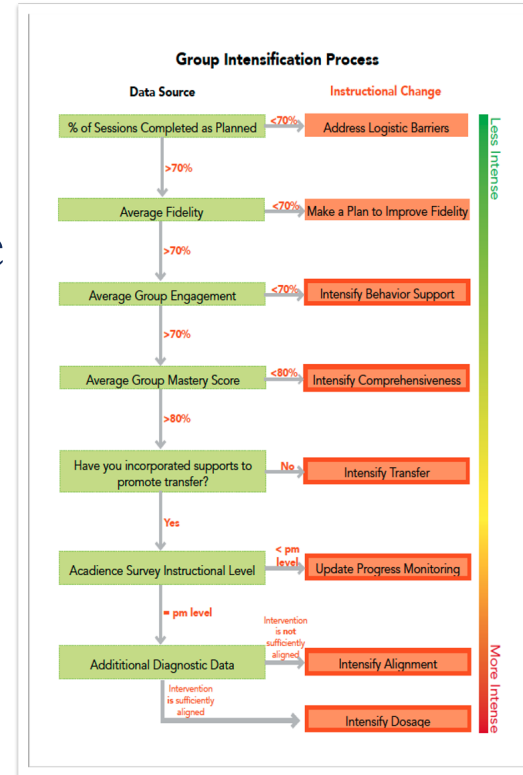 Group Intensification Process
Data Source
Instructional Change
% of Sessions Completed as Planned
<70%
Address Logistic Barriers
>70%
Average Fidelity
<70%
Make a Plan to Improve Fidelity
>70%
Average Group Engagement
<70%
Intensify Behavior Support
>70%
Average Group Mastery Score
<80%
Intensify Comprehensiveness
>80%
Have you incorporated supports to
promote transfer?
No
Intensify Transfer
Yes
Acadience Survey Instructional Level
< pm
level
Update Progress Monitoring
= pm level
Addititional Diagnostic Data
Intervention
is not
sufficiently
aligned
Intensify Alignment
Intervention
is sufficiently
aligned
Intensify Dosage
Less Intense
More Intense
e